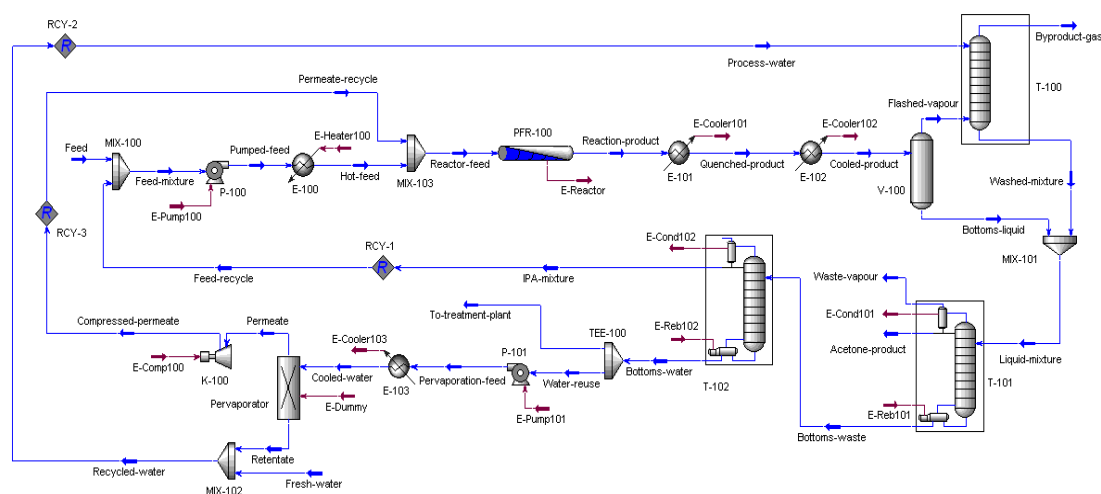 RCY-2
R
Process-water
Byproduct-gas
T-100
Permeate-recycle
Flashed-vapour
Feed
MIX-100
Pumped-feed
E-Heater100
PFR-100
Reaction-product
E-Cooler101
E-Cooler102
Feed-mixture
P-100
E-100
Hot-feed
MIX-103
Reactor-feed
E-Reactor
E-101
Quenched-product
E-102
Cooled-product
V-100
Washed-mixture
E-Pump100
R
RCY-3
Bottoms-liquid
MIX-101
RCY-1
R
Feed-recycle
IPA-mixture
E-Cond102
Waste-vapour
E-Cond101
Acetone-product
Liquid-mixture
To-treatment-plant
TEE-100
E-Reb102
Bottoms-water
T-102
T-101
Compressed-permeate
Permeate
E-Cooler103
P-101
Water-reuse
E-Comp100
K-100
Cooled-water
E-103
Pervaporation-feed
Pervaporator
E-Dummy
E-Pump101
E-Reb101
Bottoms-waste
Retentate
Recycled-water
MIX-102
Fresh-water